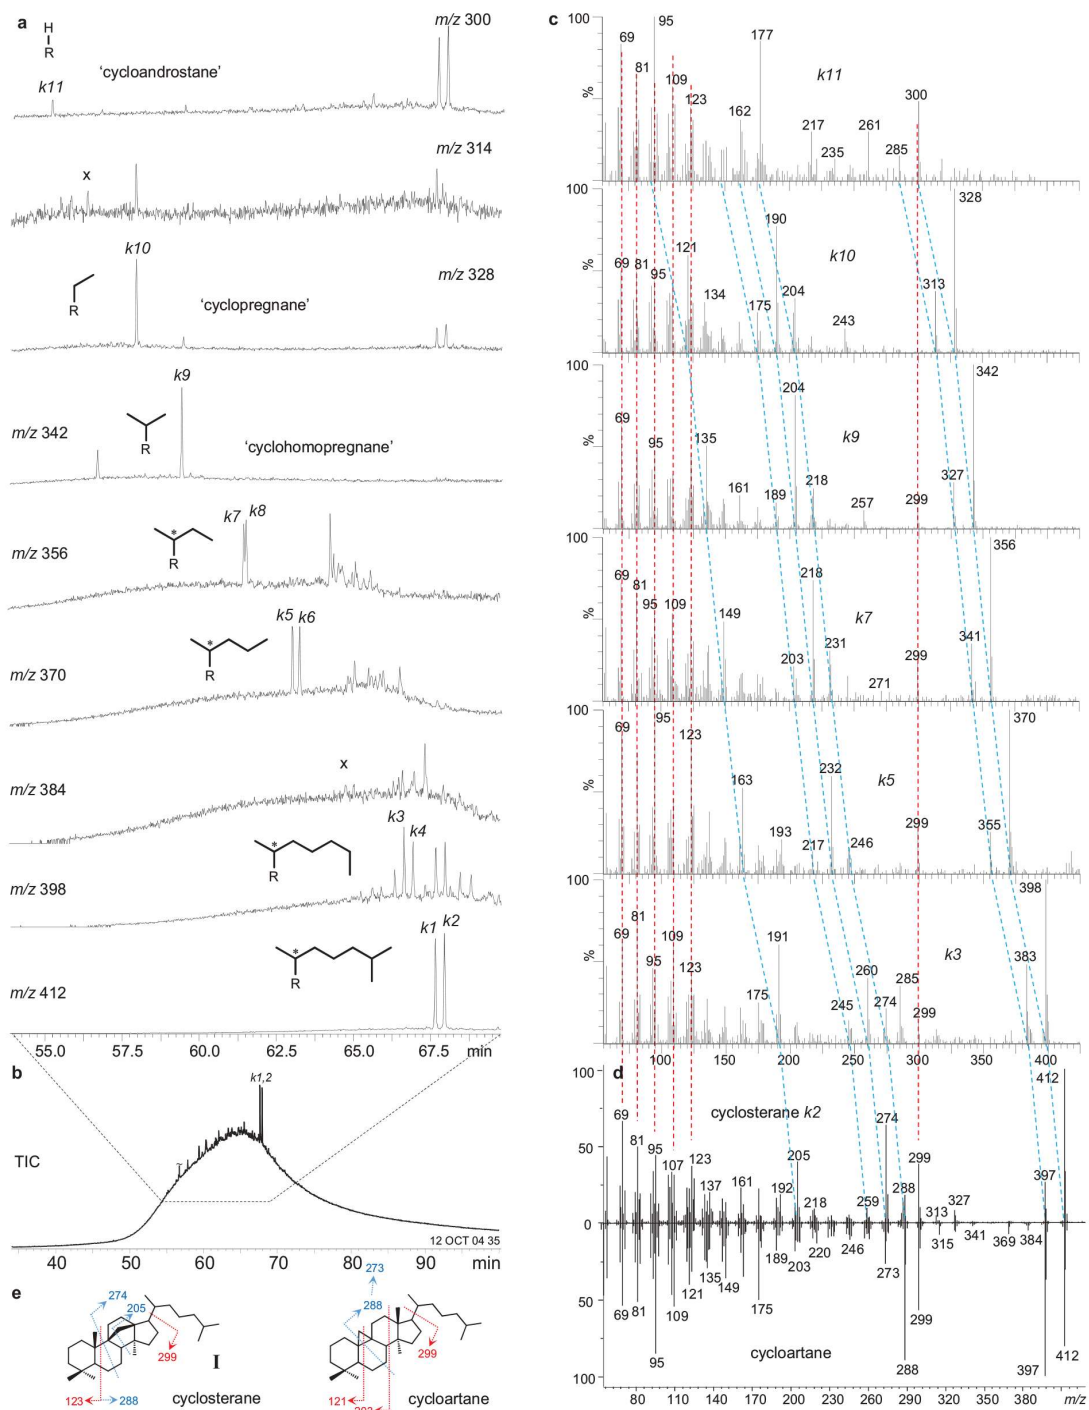 a
H
R
k11
'cycloandrostane'
m/z 300
x
m/z 314
k10
R
'cyclopregnane'
m/z 328
m/z 342
R
k9
'cyclohomopregnane'
m/z 356
R
k7 k8
m/z 370
R
k5 k6
m/z 384
x
m/z 398
R
k3
k4
m/z 412
R
k1 k2
55.0 57.5 60.0 62.5 65.0 67.5 min
b
k1,2
TIC
12 OCT 04 35
40 50 60 70 80 90 min
c
100
%
69 95 177
81
109
123 162 217 235 261 285 300
k11
100
%
69 81 95 121 134 175 190 204 243 313 328
k10
100
%
69 95 135 161 189 204 218 257 299 327 342
k9
100
%
69 81 95 109 149 203 218 231 271 299 341 356
k7
100
%
69 95 123 163 193 217 232 246 299 355 370
k5
100
%
69 81 95 109 123 175 191 245 260 274 285 299 383 398
k3
100 150 200 250 300 350 400
d
100
50
0
50
100
cyclosterane k2
69 81 95 107 123 137 161 192 205 218 259 274 288 299 313 327 397 412
69 81 95 109 121 135 149 175 189 203 220 246 273 288 299 315 341 369 384 397 412
cycloartane
80 110 140 170 200 230 260 290 320 350 380 m/z
e
274
205
299
I
123
288
cyclosterane
273
288
299
121
cycloartane